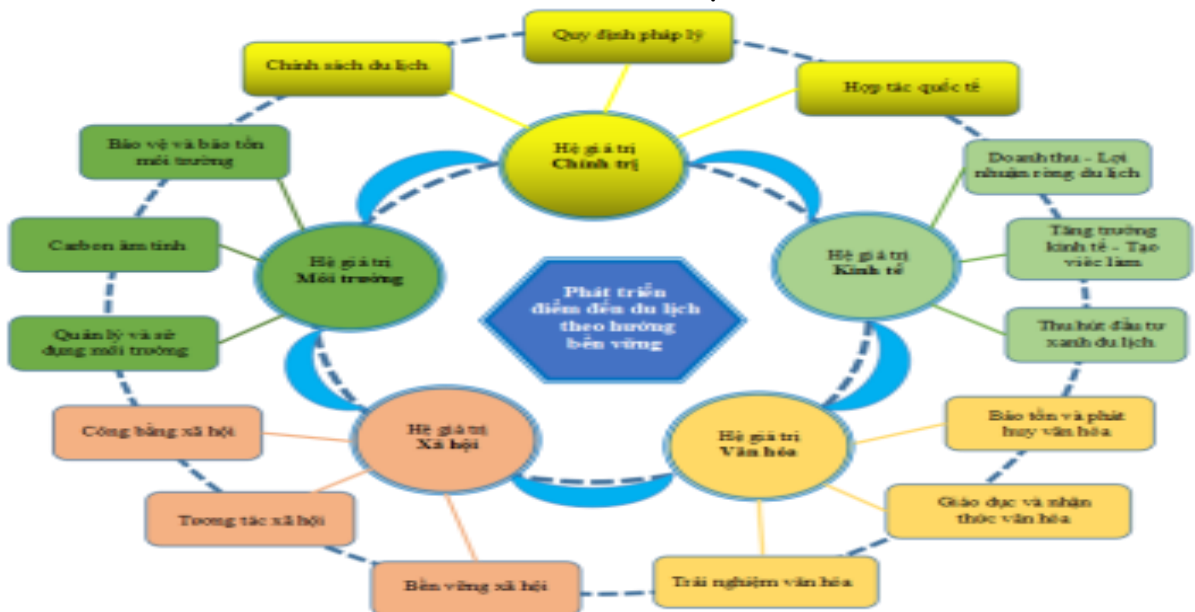 Quy định pháp lý
Chính sách du lịch
Hợp tác quốc tế
Hệ giá trị
Chính trị
Bảo vệ và bảo tồn
môi trường
Doanh thu - Lợi
nhuận ròng du lịch
Carbon âm tính
Hệ giá trị
Môi trường
Hệ giá trị
Kinh tế
Tăng trưởng
kinh tế - Tạo
việc làm
Phát triển
điểm đến du lịch
theo hướng
bền vững
Quản lý và sử
dụng môi trường
Thu hút đầu tư
xanh du lịch
Công bằng xã hội
Hệ giá trị
Xã hội
Hệ giá trị
Văn hóa
Bảo tồn và phát
huy văn hóa
Tương tác xã hội
Giáo dục và nhận
thức văn hóa
Bền vững xã hội
Trải nghiệm văn hóa